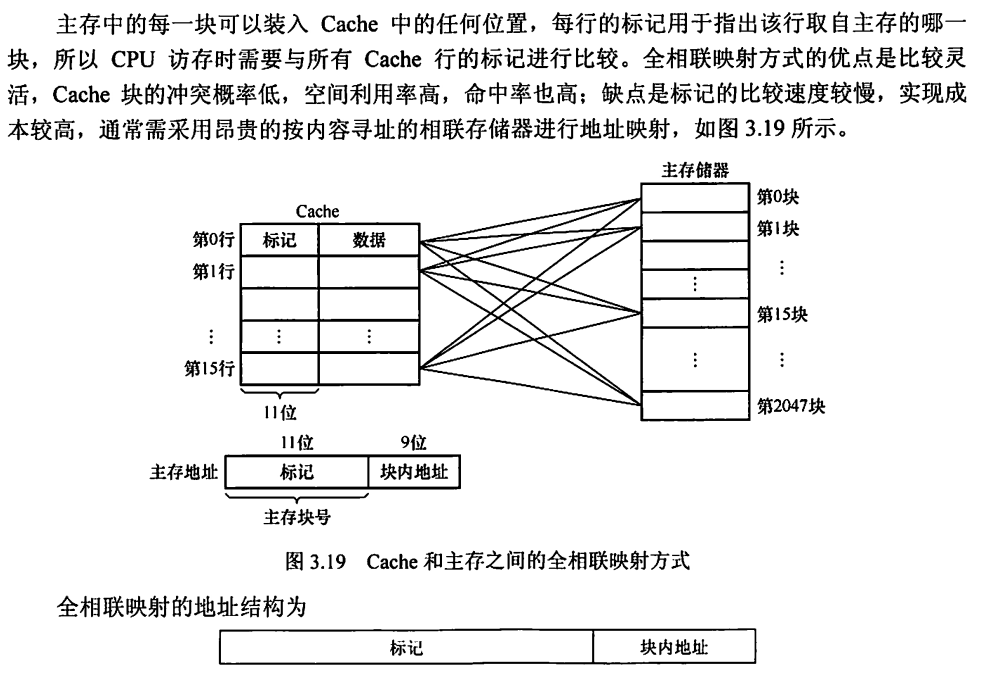 主存中的每一块可以装入 Cache 中的任何位置，每行的标记用于指出该行取自主存的哪一
块，所以 CPU 访存时需要与所有 Cache 行的标记进行比较。全相联映射方式的优点是比较灵
活，Cache 块的冲突概率低，空间利用率高，命中率也高；缺点是标记的比较速度较慢，实现成
本较高，通常需采用昂贵的按内容寻址的相联存储器进行地址映射，如图 3.19 所示。
主存储器
第0块
Cache
第1块
第0行 标记 数据
第1行
⋮ ⋮
第15块
⋮ ⋮ ⋮
⋮ ⋮
第15行
第2047块
11位
11位 9位
主存地址 标记 块内地址
主存块号
图 3.19 Cache 和主存之间的全相联映射方式
全相联映射的地址结构为
标记 块内地址